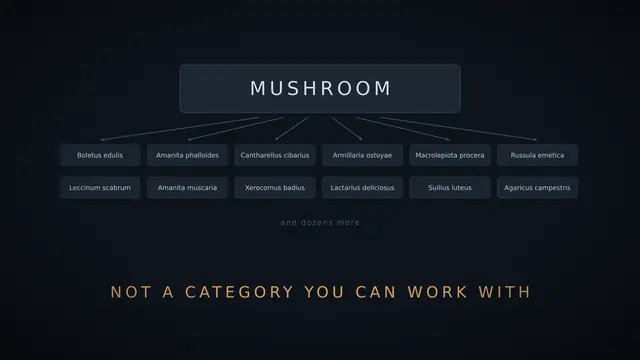 MUSHROOM
Boletus edulis Amanita phalloides Cantharellus cibarius Armillaria ostoyae Macrolepiota procera Russula emetica
Leccinum scabrum Amanita muscaria Xerocomus badius Lactarius deliciosus Suillus luteus Agaricus campestris
and dozens more
NOT A CATEGORY YOU CAN WORK WITH